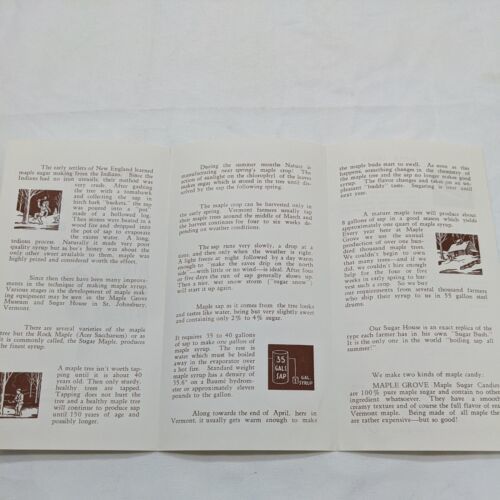 The early settlers of New England learned
maple sugar making from the Indians. Since the
Indians had no iron utensils, their method was
very crude. After gashing
the tree with a tomahawk
and collecting the sap in
birch bark "buckets," the sap
was poured into a "pot"
made of a hollowed log.
Then stones were heated in a
wood fire and dropped into
the pot of sap to evaporate
the excess water. A long,
tedious process. Naturally it made very poor
quality syrup but as bee's honey was about the
only other sweet available to them, maple was
highly prized and considered worth the effort.
Since then there have been many improve-
ments in the technique of making maple syrup.
Various stages in the development of maple mak-
ing equipment may be seen in the Maple Grove
Museum and Sugar House in St. Johnsbury,
Vermont.
There are several varieties of the maple
tree but the Rock Maple (Acer Saccharum) or as
it is commonly called, the Sugar Maple, produces
the finest syrup.
A maple tree isn't worth tap-
ping until it is about 40
years old. Then only sturdy,
healthy trees are tapped.
Tapping does not hurt the
tree and a healthy maple tree
will continue to produce sap
until 150 years of age and
possibly longer.
During the summer months Nature is
manufacturing next spring's maple crop! The
action of sunlight on the chlorophyl of the leaves
makes sugar which is stored in the tree until dis-
solved by the sap the following spring.
The maple crop can be harvested only in
the early spring. Vermont farmers usually tap
their maple trees around the middle of March and
the harvest continues for four to six weeks de-
pending on weather conditions.
The sap runs very slowly, a drop at a
time, and then only when the weather is right.
A light freeze at night followed by a day warm
enough to "make the eaves drip on the north
side"—with little or no wind—is ideal. After four
or five days the run of sap generally slows down.
Then a nice, wet snow storm ("sugar snow")
will start it up again.
Maple sap as it comes from the tree looks
and tastes like water, being but very slightly sweet
and containing only 2% to 4% sugar.
It requires 35 to 40 gallons
of sap to make one gallon of
maple syrup. The rest is
water which must be boiled
away in the evaporator over
a hot fire. Standard weight
maple syrup has a density of
35.6° on a Baumé hydrom-
eter or approximately eleven
pounds to the gallon.
35
GALS
SAP
1
GAL
SYRUP
Along towards the end of April, here in
Vermont, it usually gets warm enough to make
the maple buds start to swell. As soon as this
happens, something changes in the chemistry of
the maple tree and the sap no longer makes good
syrup. The flavor changes and takes on an un-
pleasant "buddy" taste. Sugaring is over until
next year.
A mature maple tree will produce about
8 gallons of sap in a good season which yields
approximately one quart of maple syrup.
Every year here at Maple
Grove we use the annual
production of over one hun-
dred thousand maple trees.
We couldn't begin to own
that many trees—and if we
did, we couldn't hire enough
help for the four or five
weeks in early spring to har-
vest such a crop. So we buy
our requirements from several thousand farmers
who ship their syrup to us in 55 gallon steel
drums.
Our Sugar House is an exact replica of the
type each farmer has in his own "Sugar Bush."
It is the only one in the world "boiling sap all
summer!"
We make two kinds of maple candy:
MAPLE GROVE Maple Sugar Candies
are 100% pure maple sugar and contain no other
ingredient whatsoever. They have a smooth
creamy texture and of course the full flavor of real
Vermont maple. Being made of all maple they
are rather expensive—but so good!